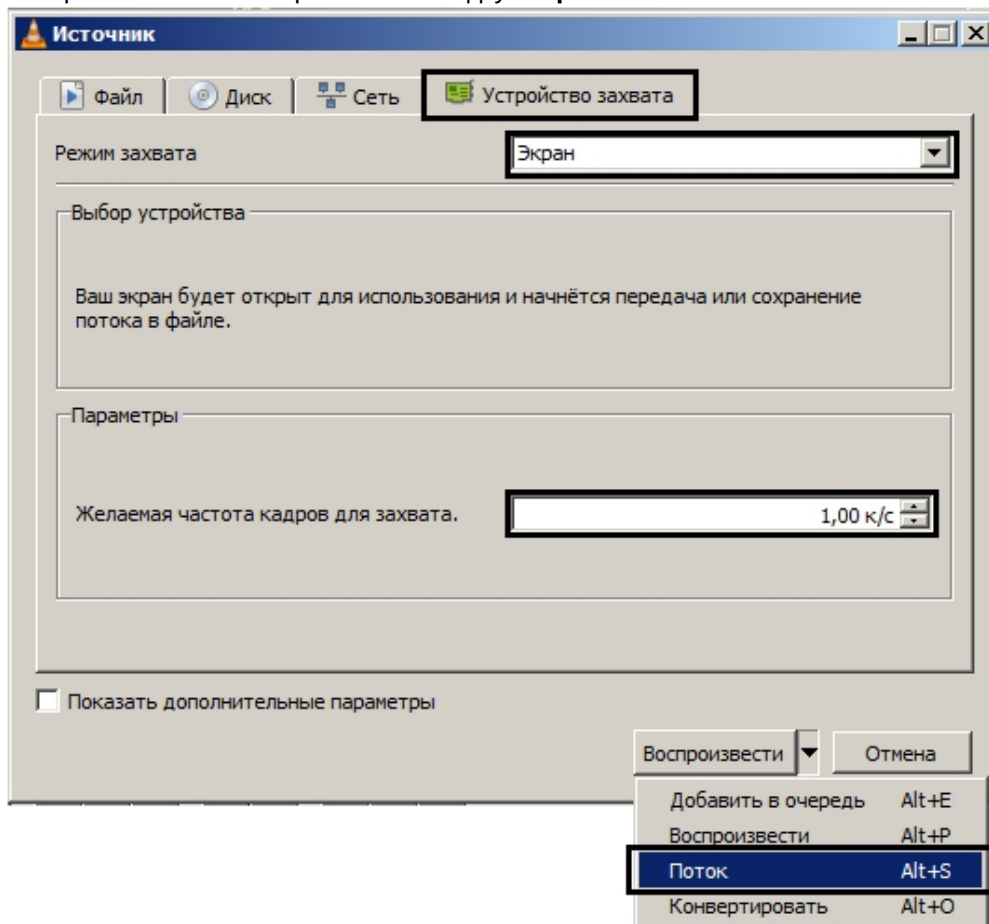 Источник
Файл Диск Сеть Устройство захвата
Режим захвата Экран
Выбор устройства
Ваш экран будет открыт для использования и начнётся передача или сохранение
потока в файле.
Параметры
Желаемая частота кадров для захвата. 1,00 к/с
Показать дополнительные параметры
Воспроизвести Отмена
Добавить в очередь Alt+E
Воспроизвести Alt+P
Поток Alt+S
Конвертировать Alt+O